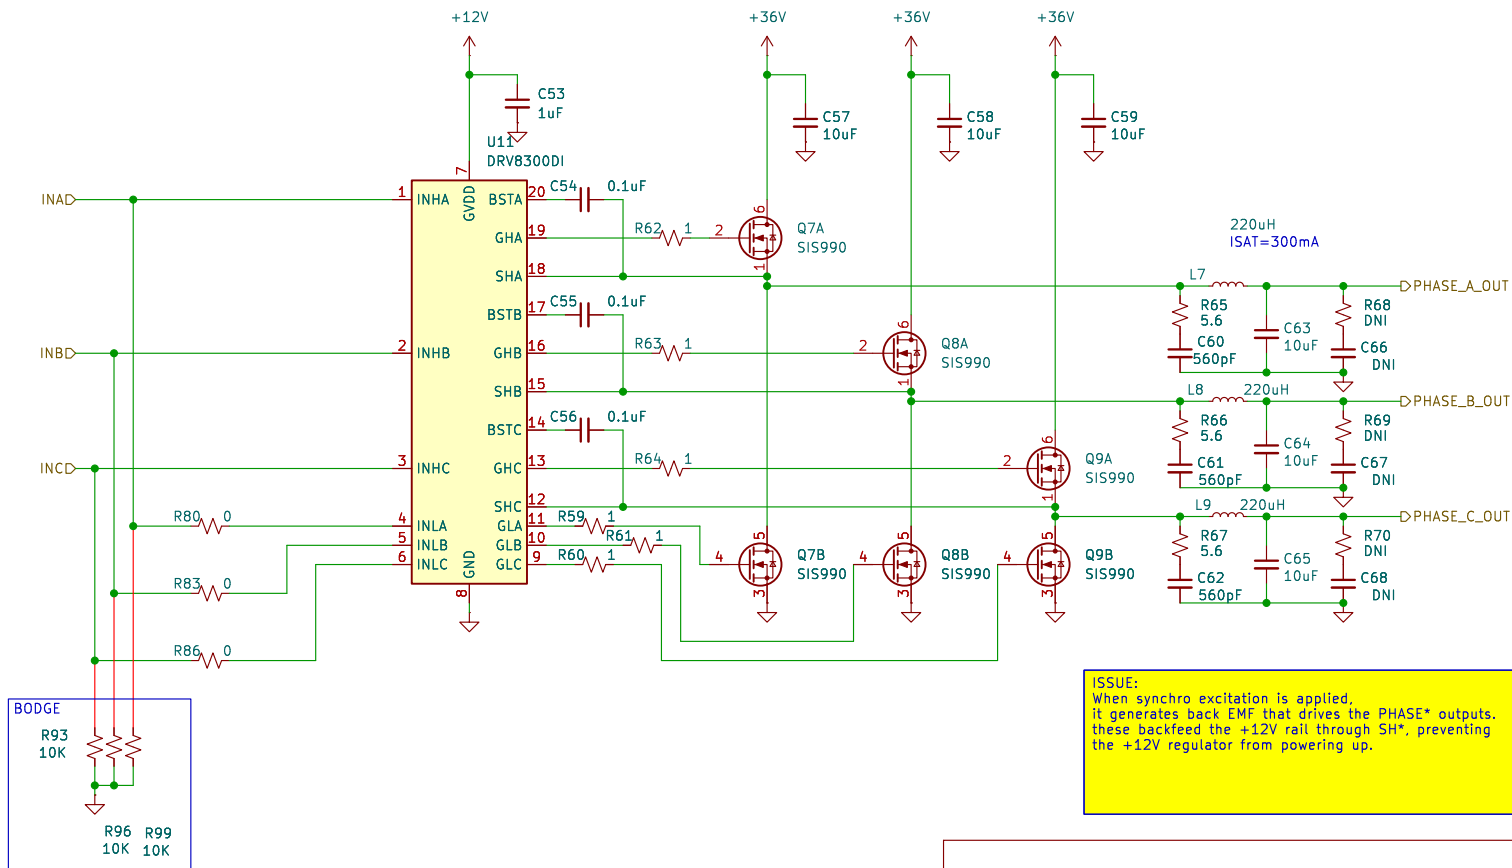 +12V
+36V
+36V
+36V
C53
1uF
C57
10uF
C58
10uF
C59
10uF
U11
DRV8300DI
7
GVDD
INA
1
INHA
BSTA
20
C54
0.1uF
GHA
19
R62
1
2
6
1
Q7A
SIS990
SHA
18
BSTB
17
C55
0.1uF
INB
2
INHB
GHB
16
R63
1
2
6
1
Q8A
SIS990
SHB
15
BSTC
14
C56
0.1uF
INC
3
INHC
GHC
13
R64
1
2
6
1
Q9A
SIS990
SHC
12
R80
0
4
INLA
GLA
11
R59
1
5
INLB
GLB
10
R61
1
6
INLC
GLC
9
R60
1
GND
8
R83
0
R86
0
4
5
3
Q7B
SIS990
4
5
3
Q8B
SIS990
4
5
3
Q9B
SIS990
220uH
ISAT=300mA
L7
PHASE_A_OUT
R65
5.6
C60
560pF
C63
10uF
R68
DNI
C66
DNI
L8
220uH
PHASE_B_OUT
R66
5.6
C61
560pF
C64
10uF
R69
DNI
C67
DNI
L9
220uH
PHASE_C_OUT
R67
5.6
C62
560pF
C65
10uF
R70
DNI
C68
DNI
BODGE
R93
10K
R96
10K
R99
10K
ISSUE:
When synchro excitation is applied,
it generates back EMF that drives the PHASE* outputs.
these backfeed the +12V rail through SH*, preventing
the +12V regulator from powering up.